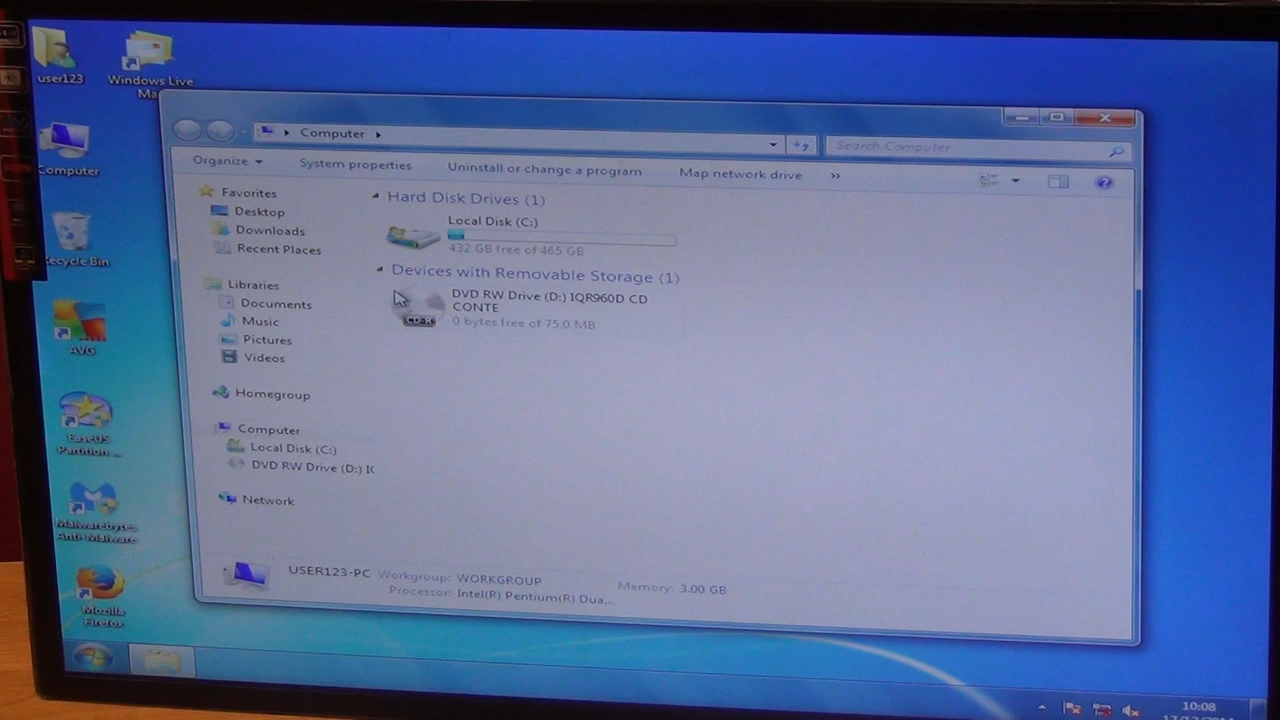 user123
Windows Live
Ma
Computer
Recycle Bin
AVG
EaseUS
Partition ...
Malwarebytes
Anti-Malware
Mozilla
Firefox
Computer
Search Computer
Organize
System properties
Uninstall or change a program
Map network drive
»
Favorites
Desktop
Downloads
Recent Places
Libraries
Documents
Music
Pictures
Videos
Homegroup
Computer
Local Disk (C:)
DVD RW Drive (D:) IQ
Network
Hard Disk Drives (1)
Local Disk (C:)
432 GB free of 465 GB
Devices with Removable Storage (1)
DVD RW Drive (D:) IQR960D CD
CONTE
CD-R
0 bytes free of 75.0 MB
USER123-PC Workgroup: WORKGROUP Memory: 3.00 GB
Processor: Intel(R) Pentium(R) Dua...
10:08